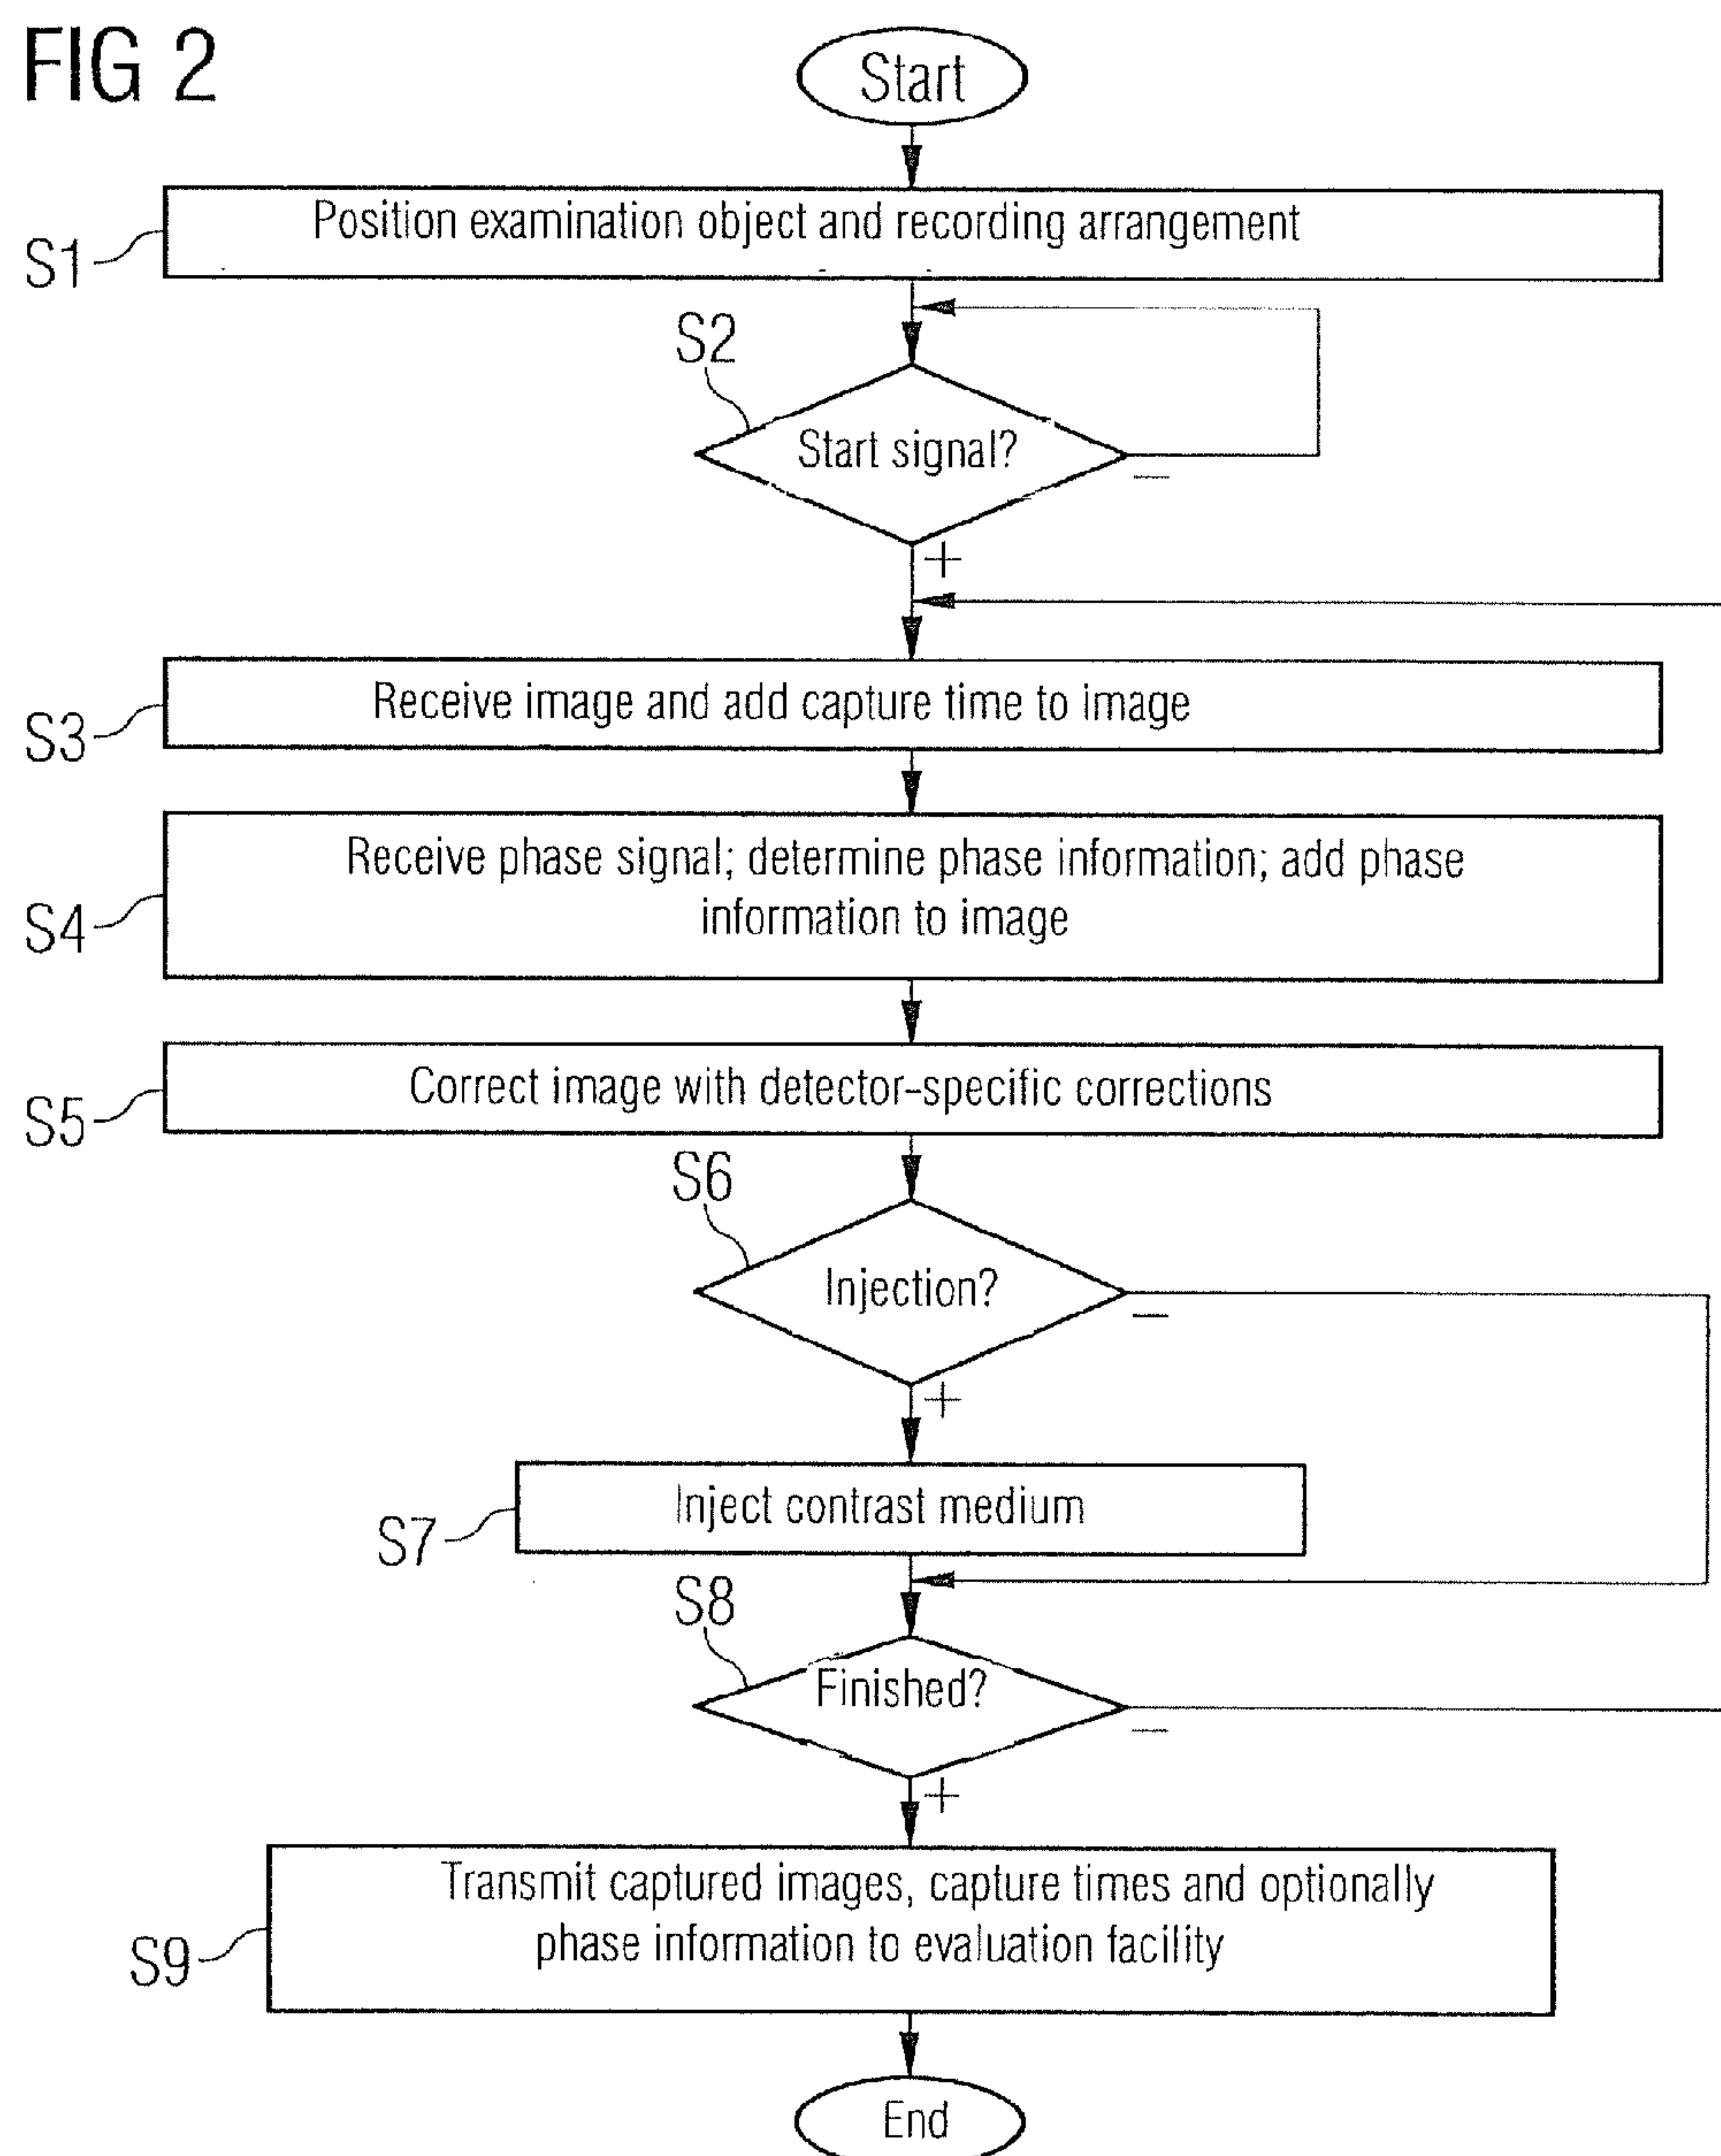 FIG 2
Start
Position examination object and recording arrangement
S1
S2
Start signal?
−
+
Receive image and add capture time to image
S3
Receive phase signal; determine phase information; add phase
information to image
S4
Correct image with detector-specific corrections
S5
S6
Injection?
−
+
Inject contrast medium
S7
S8
Finished?
−
+
Transmit captured images, capture times and optionally
phase information to evaluation facility
S9
End